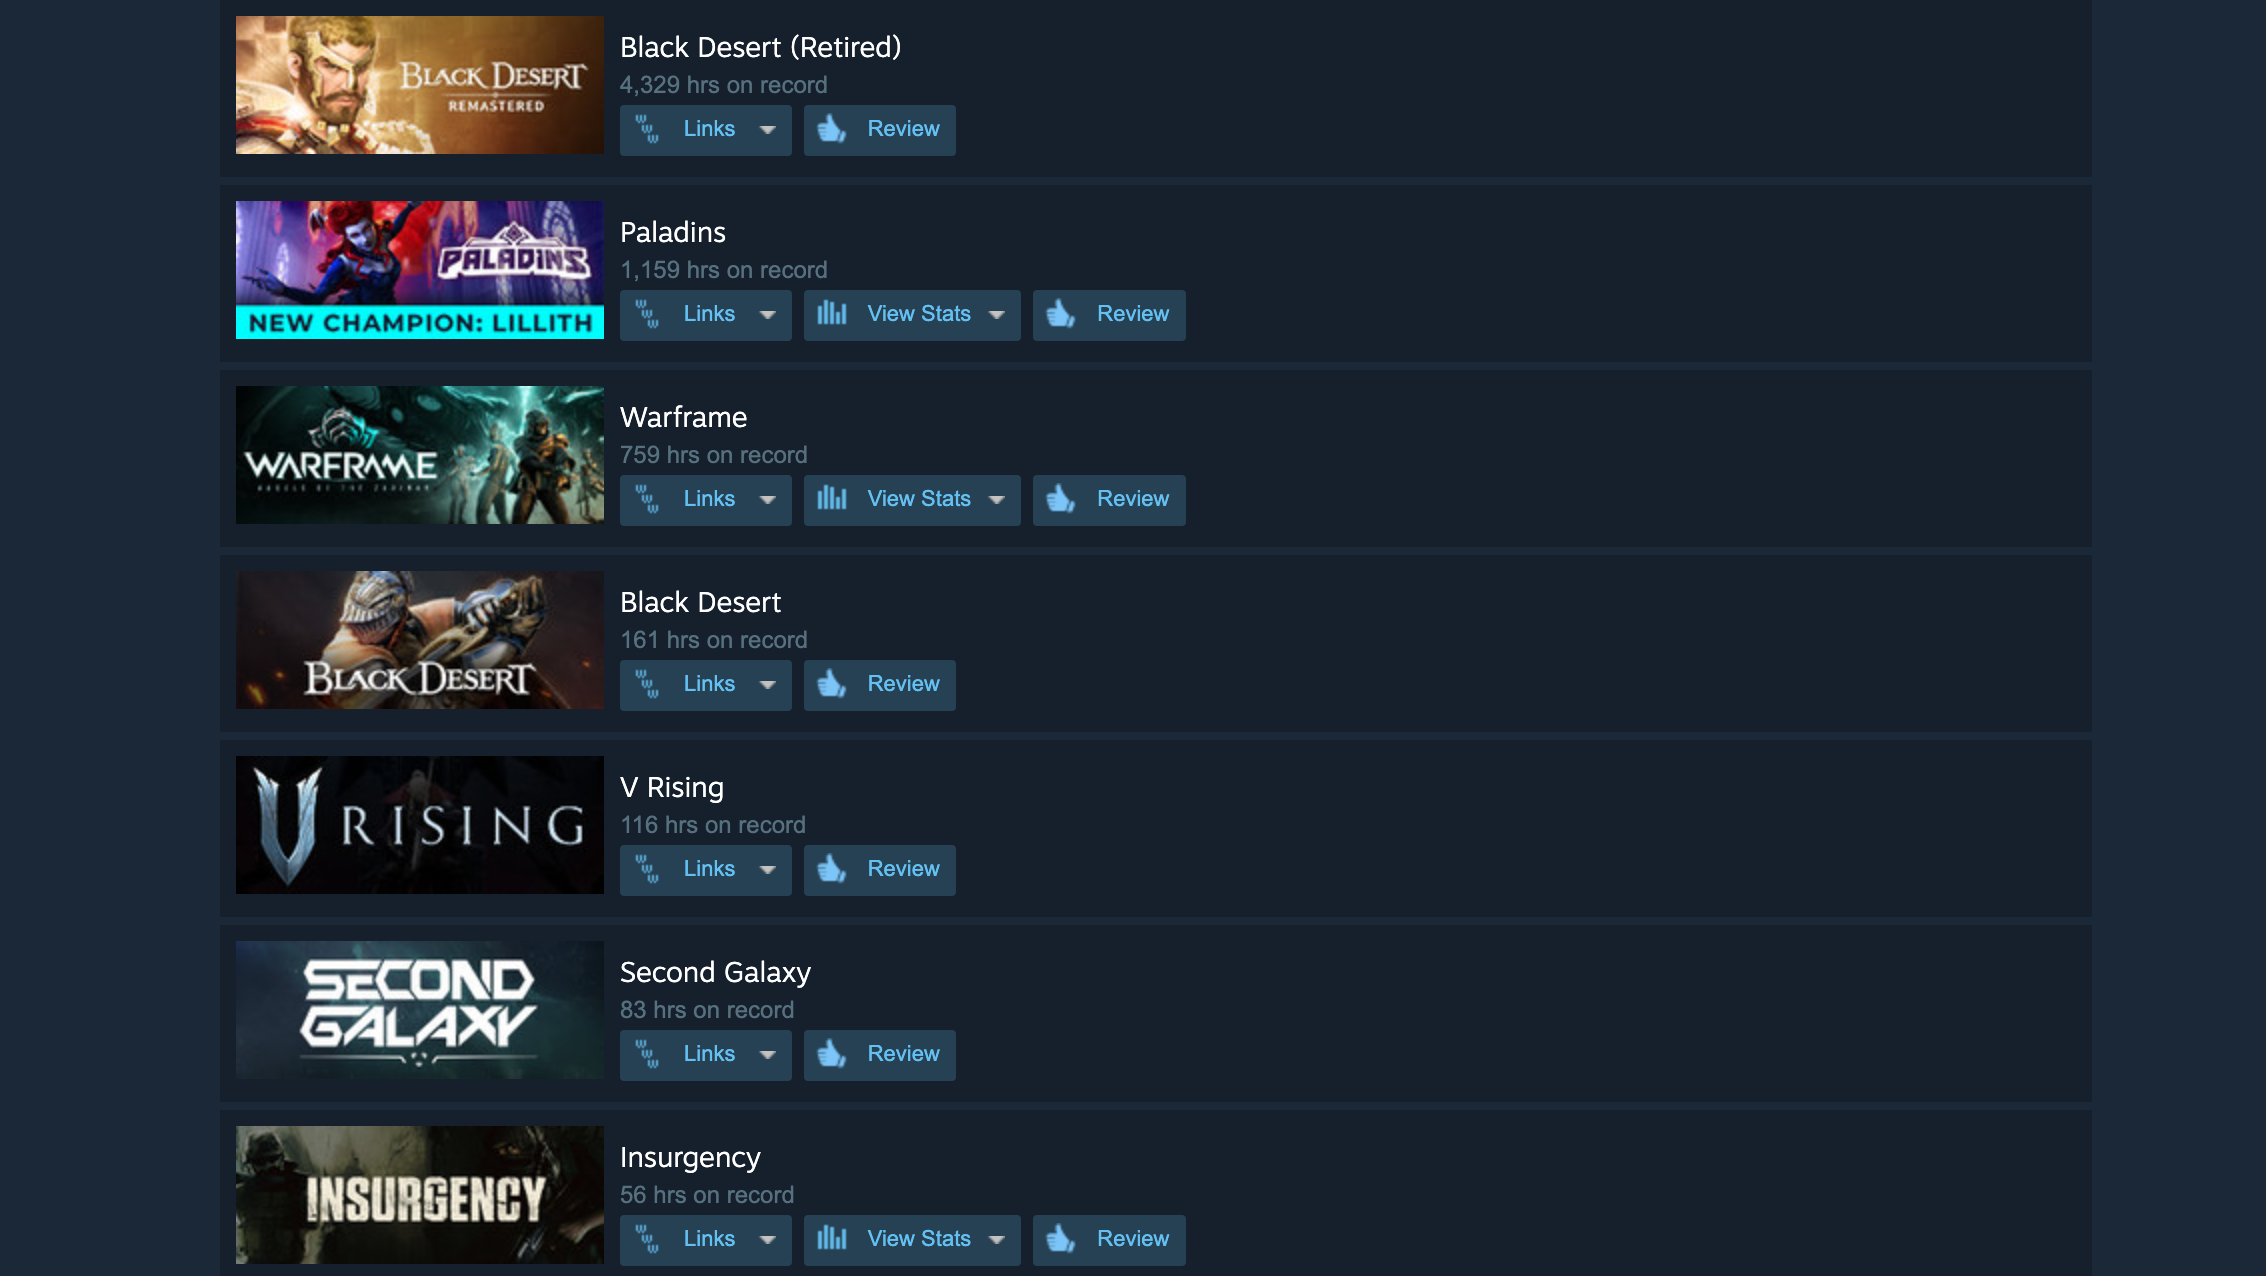 BLACK DESERT
REMASTERED
Black Desert (Retired)
4,329 hrs on record
Links
Review
PALADINS
NEW CHAMPION: LILLITH
Paladins
1,159 hrs on record
Links
View Stats
Review
WARFRAME
Warframe
759 hrs on record
Links
View Stats
Review
BLACK DESERT
Black Desert
161 hrs on record
Links
Review
V RISING
V Rising
116 hrs on record
Links
Review
SECOND
GALAXY
Second Galaxy
83 hrs on record
Links
Review
INSURGENCY
Insurgency
56 hrs on record
Links
View Stats
Review